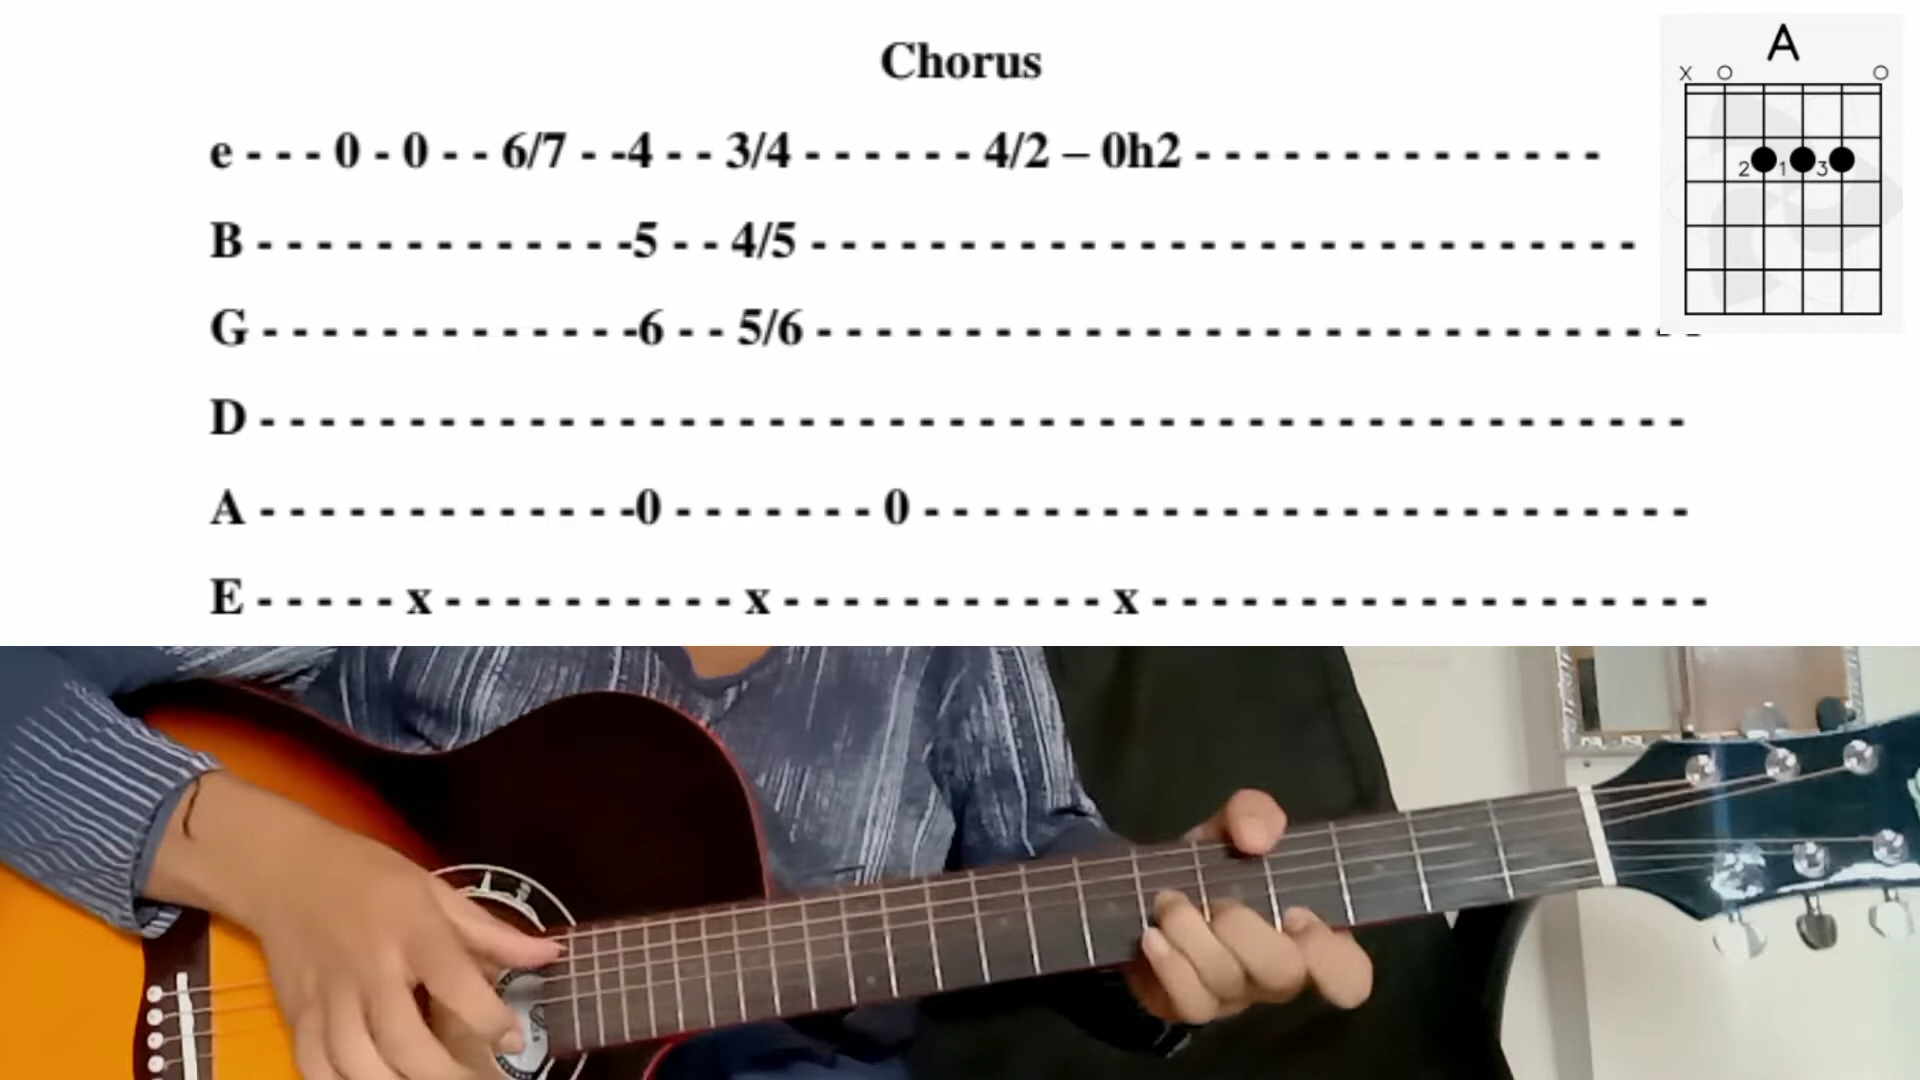 Chorus
A
x o o
2 1 3
e - - - 0 - 0 - - 6/7 - -4 - - 3/4 - - - - - - 4/2 – 0h2 - - - - - - - - - - - - - -
B - - - - - - - - - - - - -5 - - 4/5 - - - - - - - - - - - - - - - - - - - - - - - - - - - -
G - - - - - - - - - - - - -6 - - 5/6 - - - - - - - - - - - - - - - - - - - - - - - - - - - - - -
D - - - - - - - - - - - - - - - - - - - - - - - - - - - - - - - - - - - - - - - - - - - - - - - -
A - - - - - - - - - - - - -0 - - - - - - - 0 - - - - - - - - - - - - - - - - - - - - - - - - - -
E - - - - - x - - - - - - - - - - x - - - - - - - - - - - x - - - - - - - - - - - - - - - - - - -